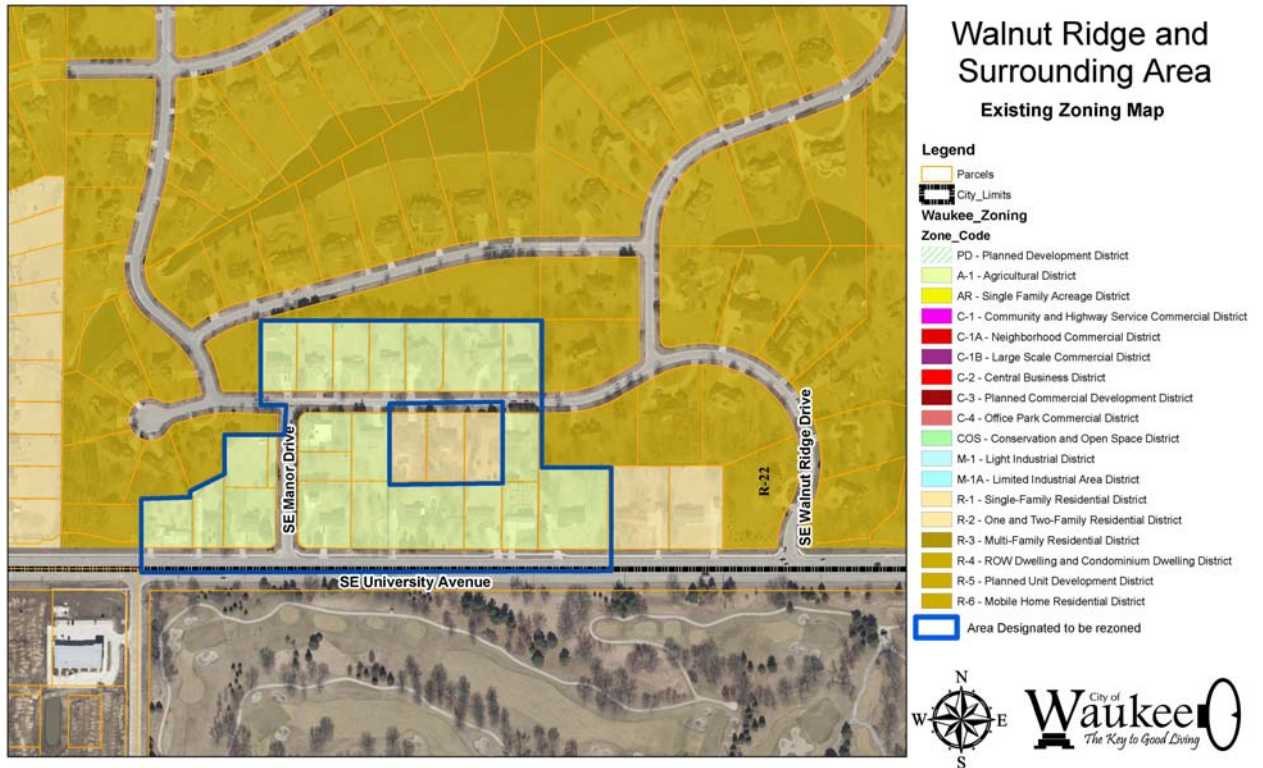 Walnut Ridge and
Surrounding Area
Existing Zoning Map
Legend
Parcels
City_Limits
Waukee_Zoning
Zone_Code
PD - Planned Development District
A-1 - Agricultural District
AR - Single Family Acreage District
C-1 - Community and Highway Service Commercial District
C-1A - Neighborhood Commercial District
C-1B - Large Scale Commercial District
C-2 - Central Business District
C-3 - Planned Commercial Development District
C-4 - Office Park Commercial District
COS - Conservation and Open Space District
M-1 - Light Industrial District
M-1A - Limited Industrial Area District
R-1 - Single-Family Residential District
R-2 - One and Two-Family Residential District
R-3 - Multi-Family Residential District
R-4 - ROW Dwelling and Condominium Dwelling District
R-5 - Planned Unit Development District
R-6 - Mobile Home Residential District
Area Designated to be rezoned
SE Manor Drive
R-22
SE Walnut Ridge Drive
SE University Avenue
N
W
E
S
City of
Waukee
The Key to Good Living